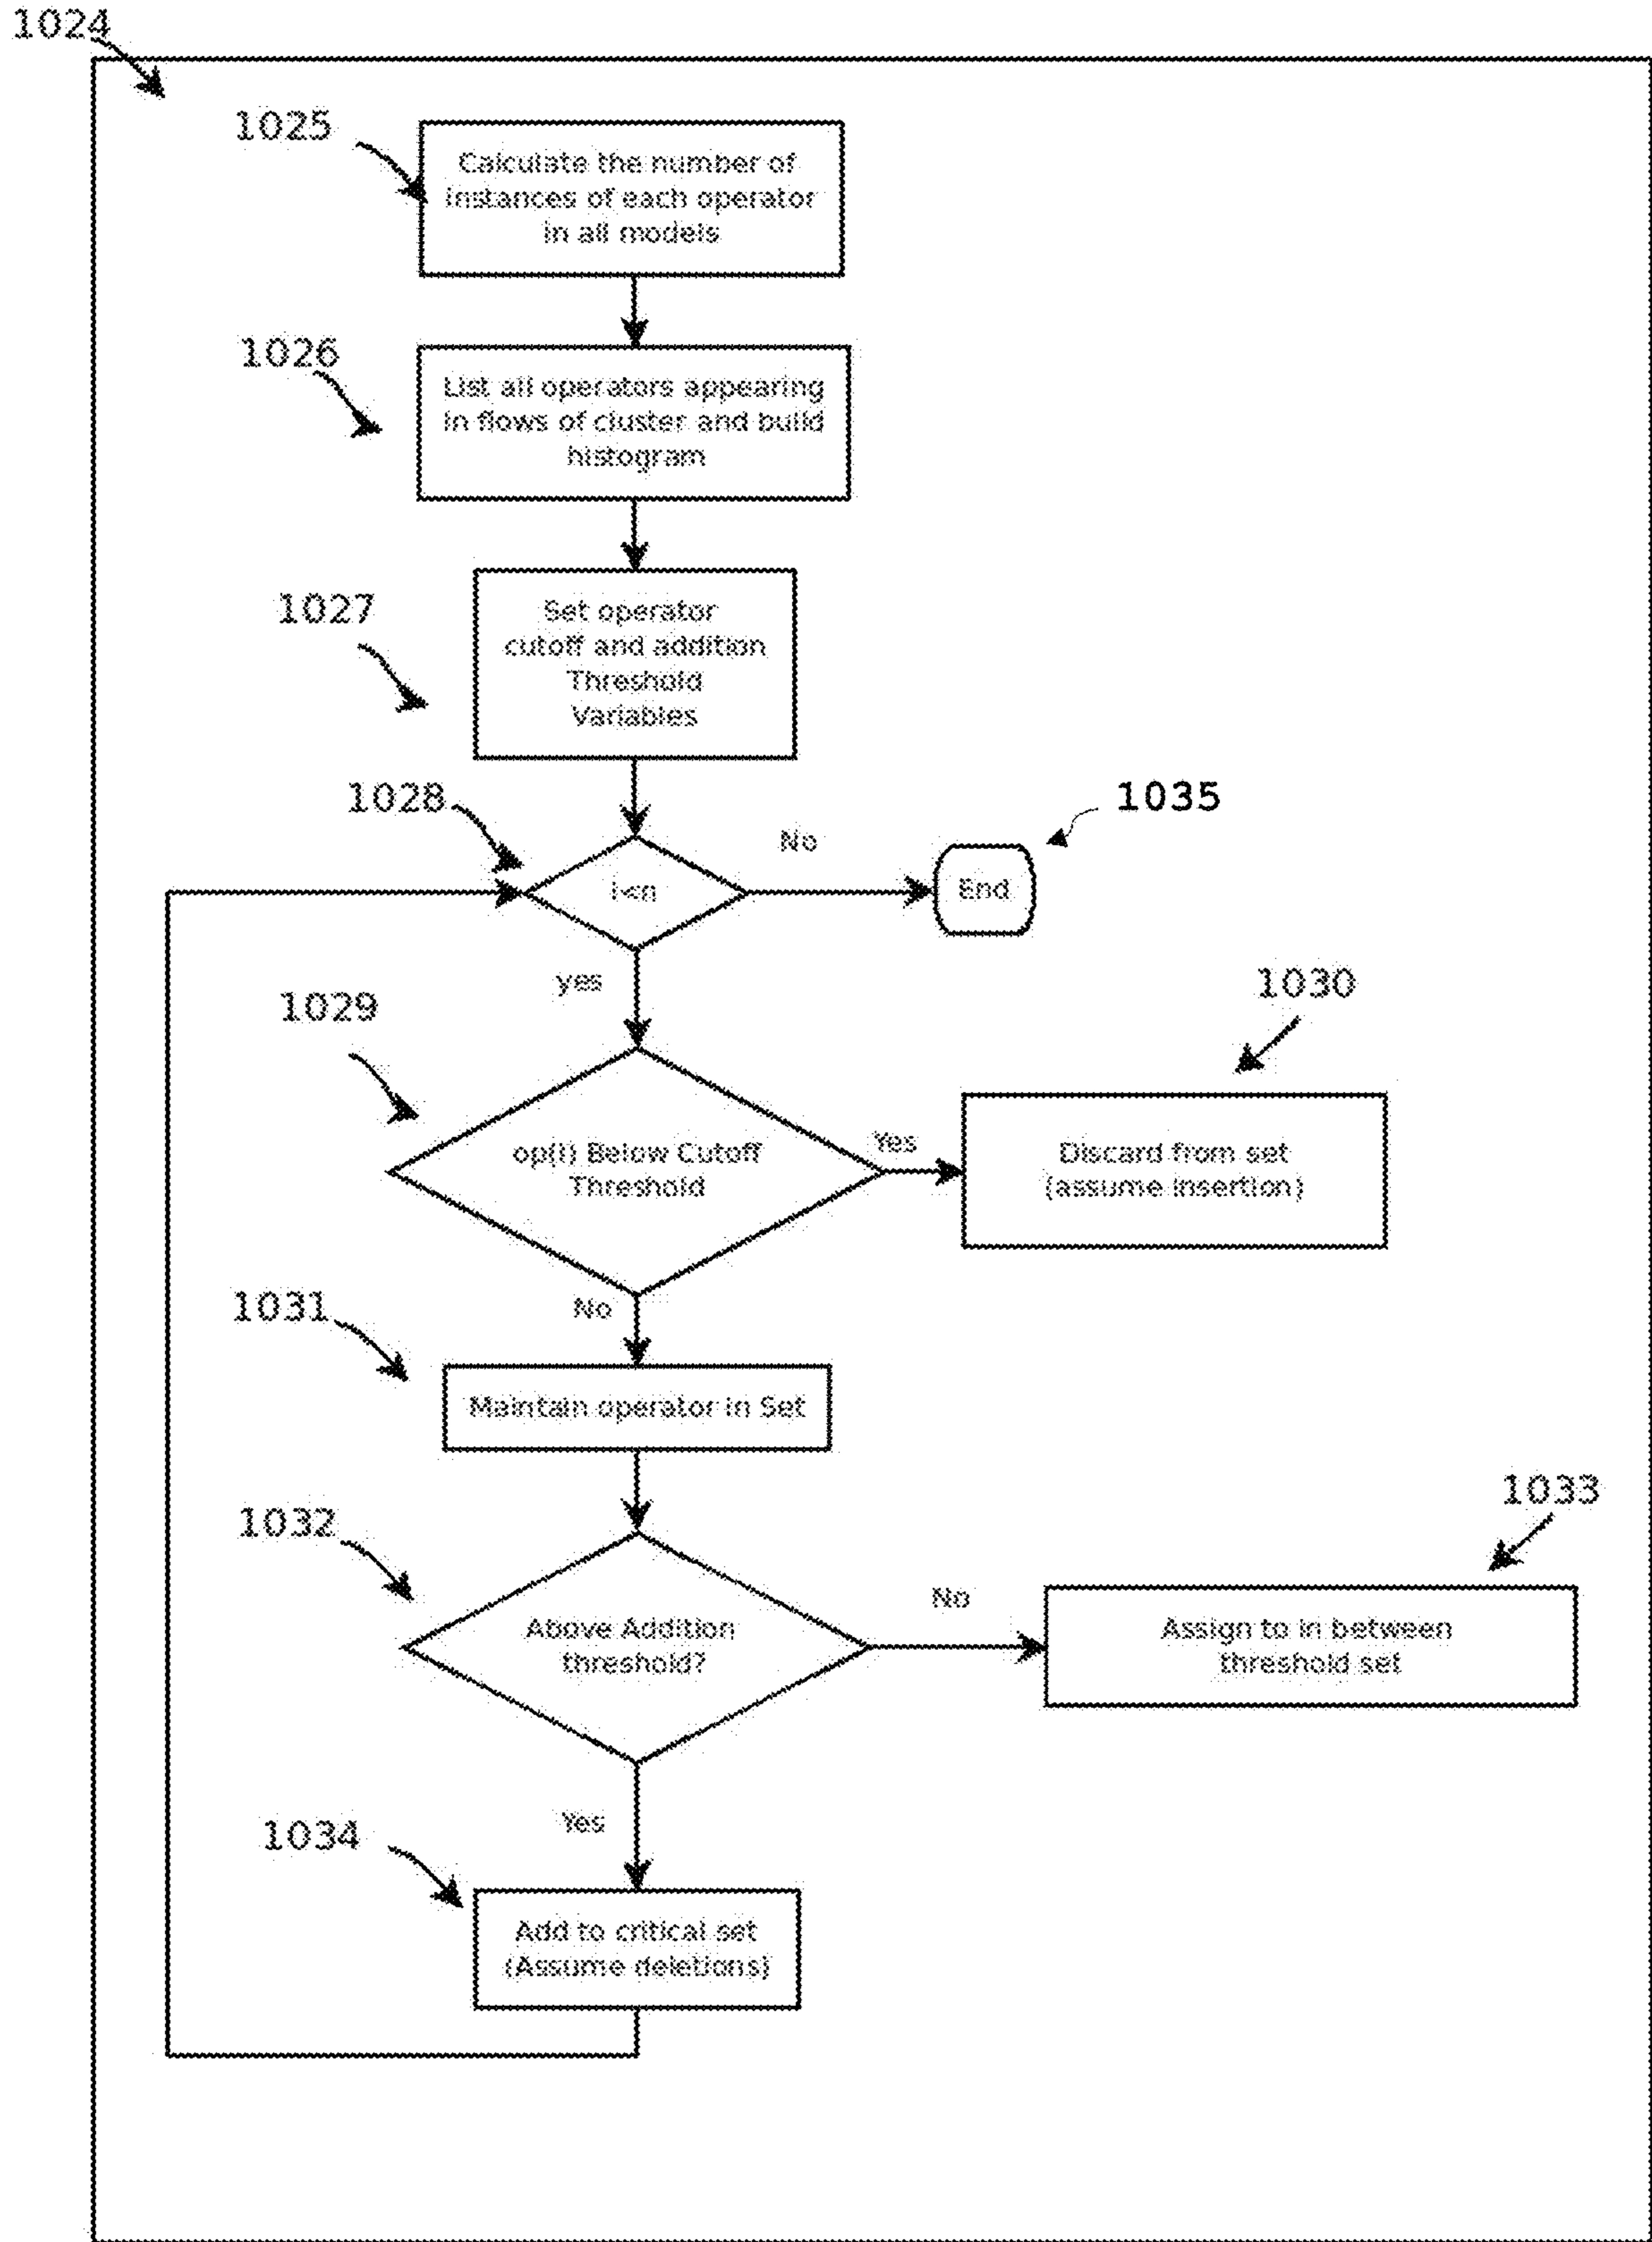 1024
1025
Calculate the number of
instances of each operator
in all models
1026
List all operators appearing
in flows of cluster and build
histogram
1027
Set operator
cutoff and addition
Threshold
Variables
1028
i<n
No
End
1035
yes
1029
op(i) Below Cutoff
Threshold
Yes
1030
Discard from set
(assume insertion)
No
1031
Maintain operator in Set
1032
Above Addition
threshold?
No
1033
Assign to in between
threshold set
Yes
1034
Add to critical set
(Assume deletions)